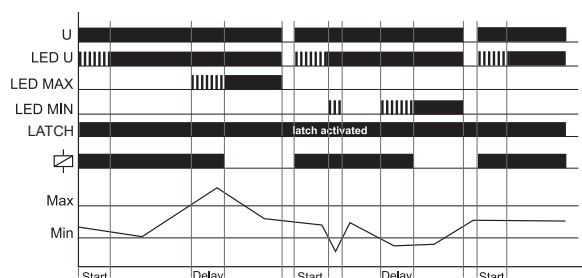 U
LED U
LED MAX
LED MIN
LATCH
latch activated
Max
Min
Start
Delay
Start
Delay
Start